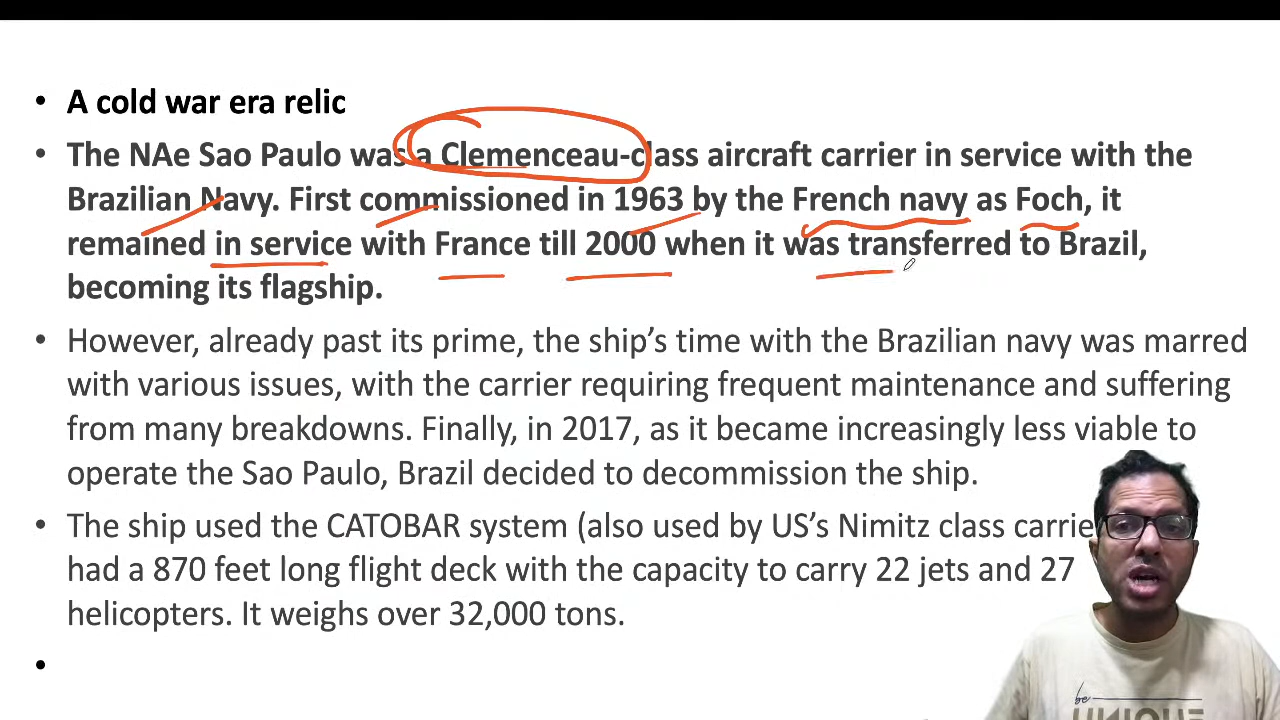 • A cold war era relic
• The NAe Sao Paulo was a Clemenceau-class aircraft carrier in service with the
Brazilian Navy. First commissioned in 1963 by the French navy as Foch, it
remained in service with France till 2000 when it was transferred to Brazil,
becoming its flagship.
• However, already past its prime, the ship’s time with the Brazilian navy was marred
with various issues, with the carrier requiring frequent maintenance and suffering
from many breakdowns. Finally, in 2017, as it became increasingly less viable to
operate the Sao Paulo, Brazil decided to decommission the ship.
• The ship used the CATOBAR system (also used by US’s Nimitz class carrie
had a 870 feet long flight deck with the capacity to carry 22 jets and 27
helicopters. It weighs over 32,000 tons.
•
be
UNIQUE